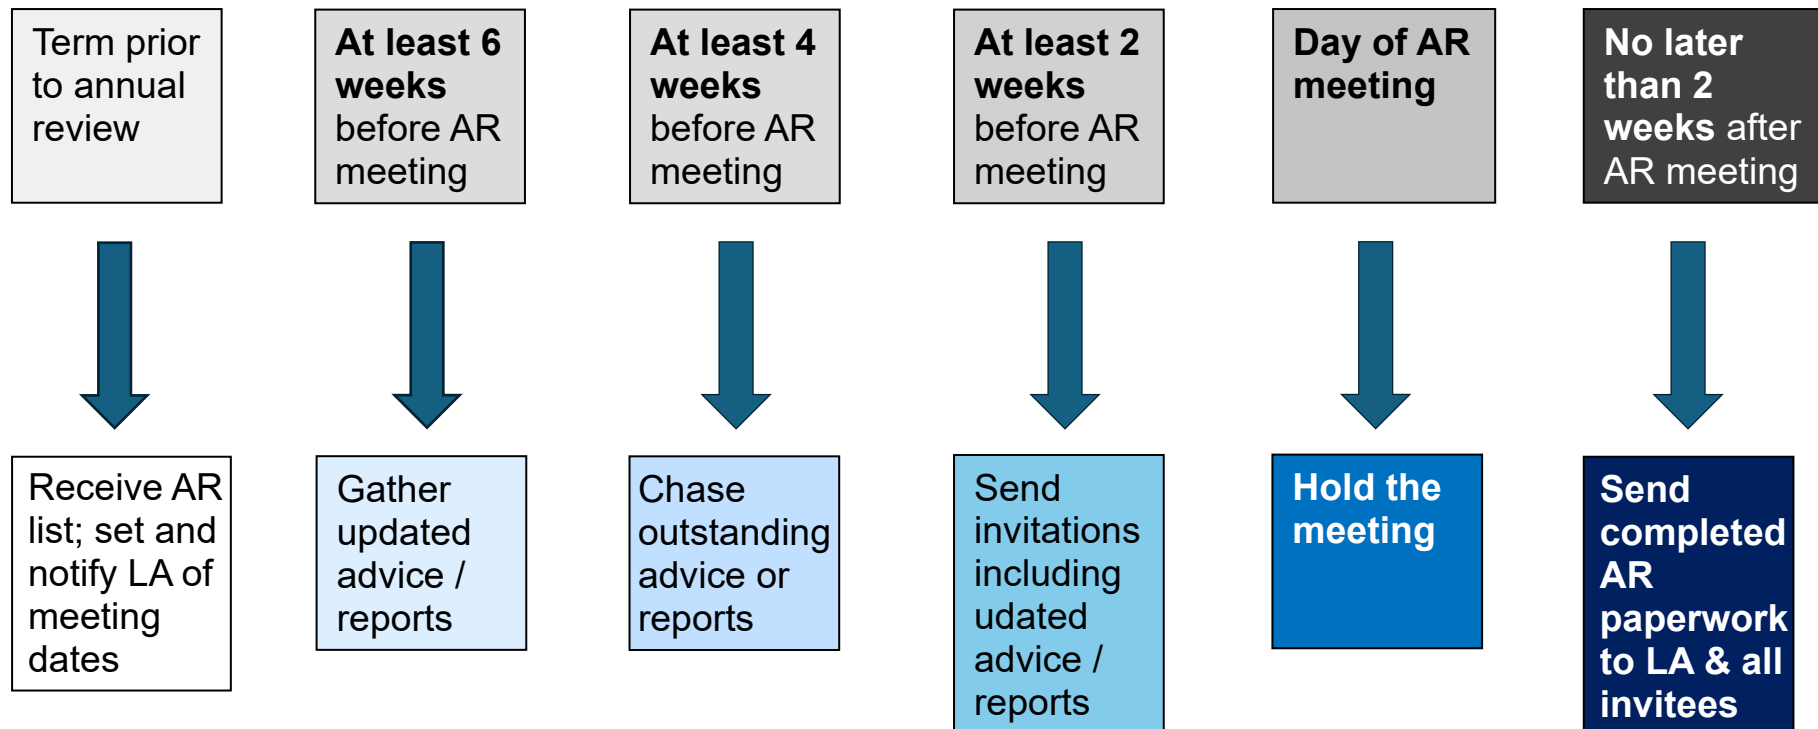 Term prior
to annual
review
At least 6
weeks
before AR
meeting
At least 4
weeks
before AR
meeting
At least 2
weeks
before AR
meeting
Day of AR
meeting
No later
than 2
weeks after
AR meeting
Receive AR
list; set and
notify LA of
meeting
dates
Gather
updated
advice /
reports
Chase
outstanding
advice or
reports
Send
invitations
including
udated
advice /
reports
Hold the
meeting
Send
completed
AR
paperwork
to LA & all
invitees